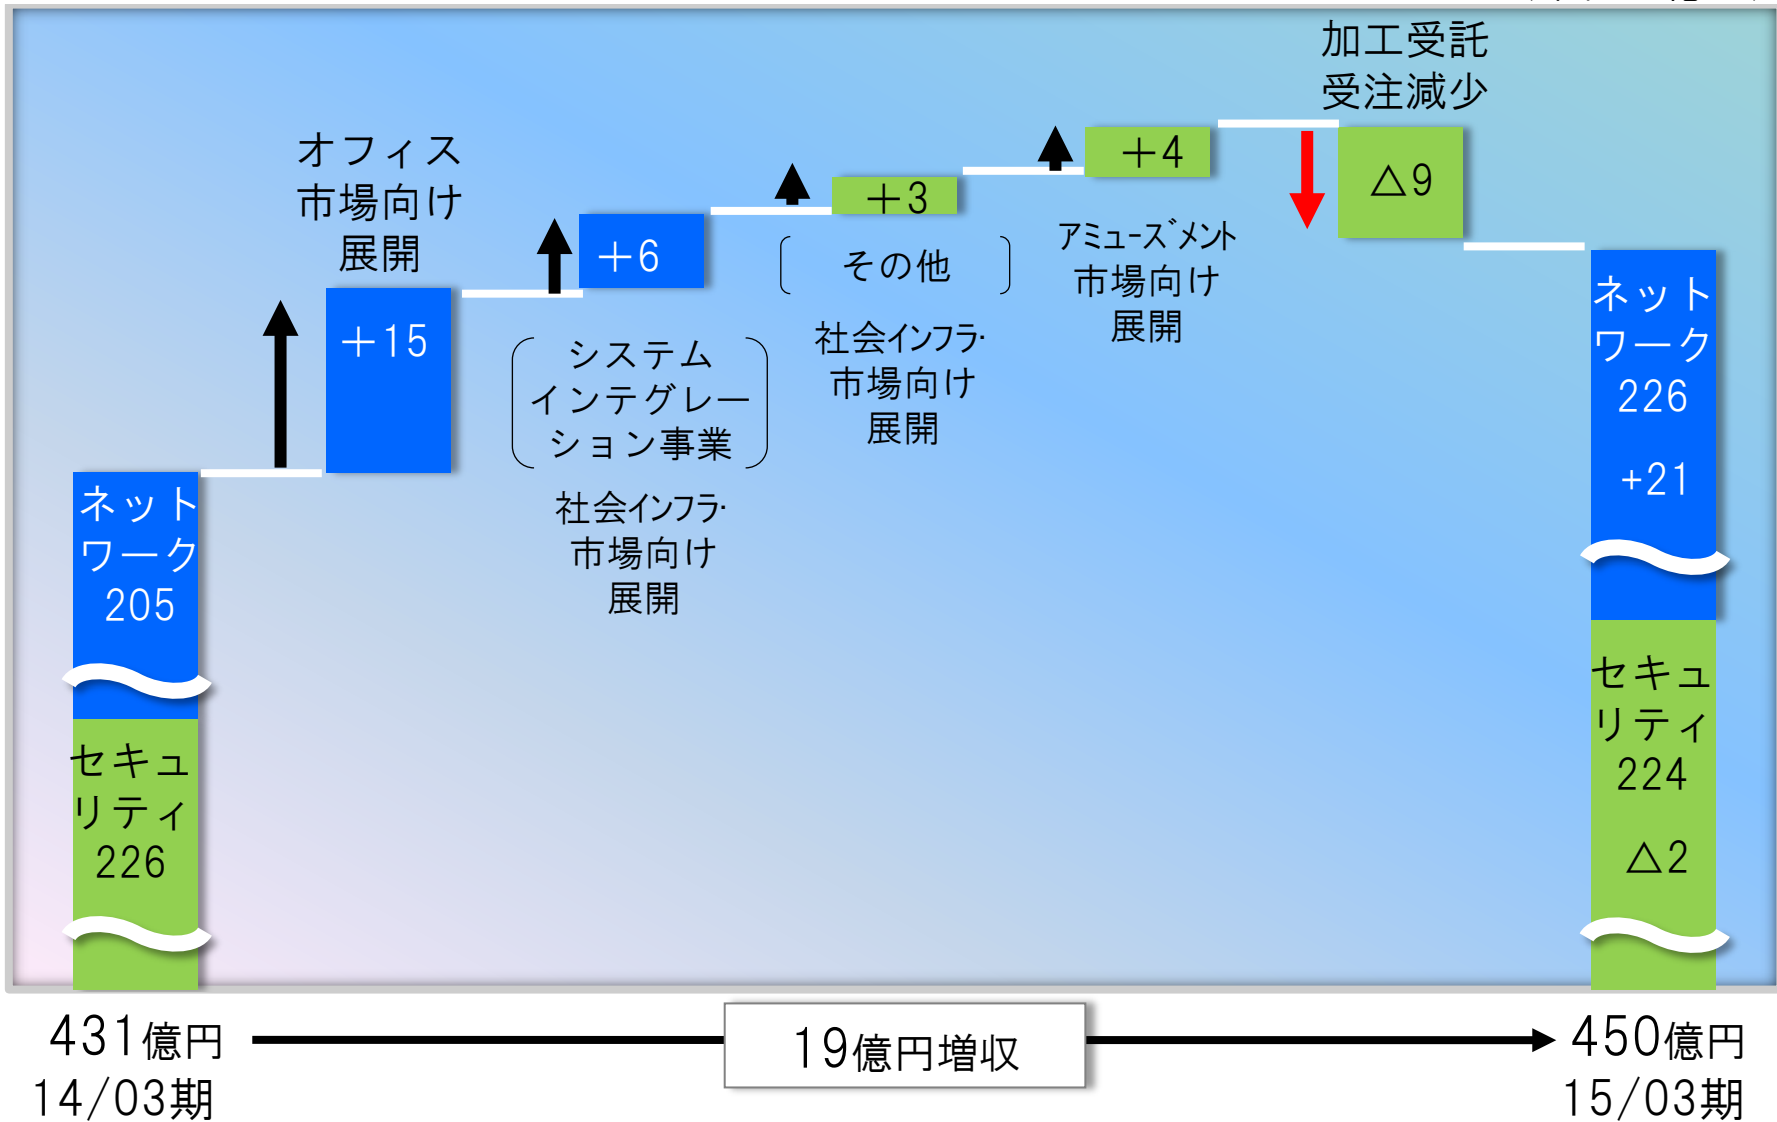 加工受託
受注減少
オフィス
市場向け
展開
+15
+6
システム
インテグレー
ション事業
社会インフラ・
市場向け
展開
+3
その他
社会インフラ・
市場向け
展開
+4
アミューズメント
市場向け
展開
△9
ネット
ワーク
205
セキュ
リティ
226
ネット
ワーク
226
+21
セキュ
リティ
224
△2
431億円
14/03期
19億円増収
450億円
15/03期